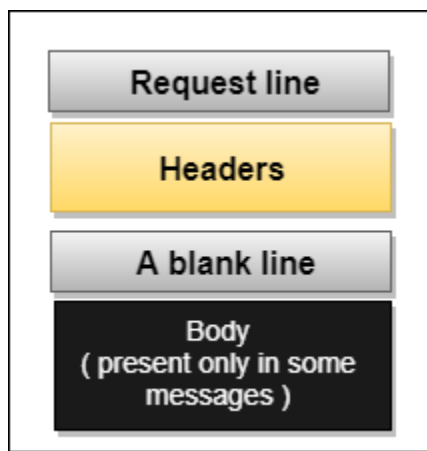 Request line
Headers
A blank line
Body
( present only in some
messages )